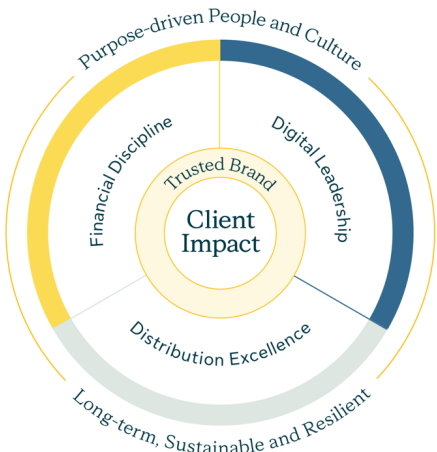 Purpose-driven People and Culture
Financial Discipline
Digital Leadership
Trusted Brand
Client
Impact
Distribution Excellence
Long-term, Sustainable and Resilient